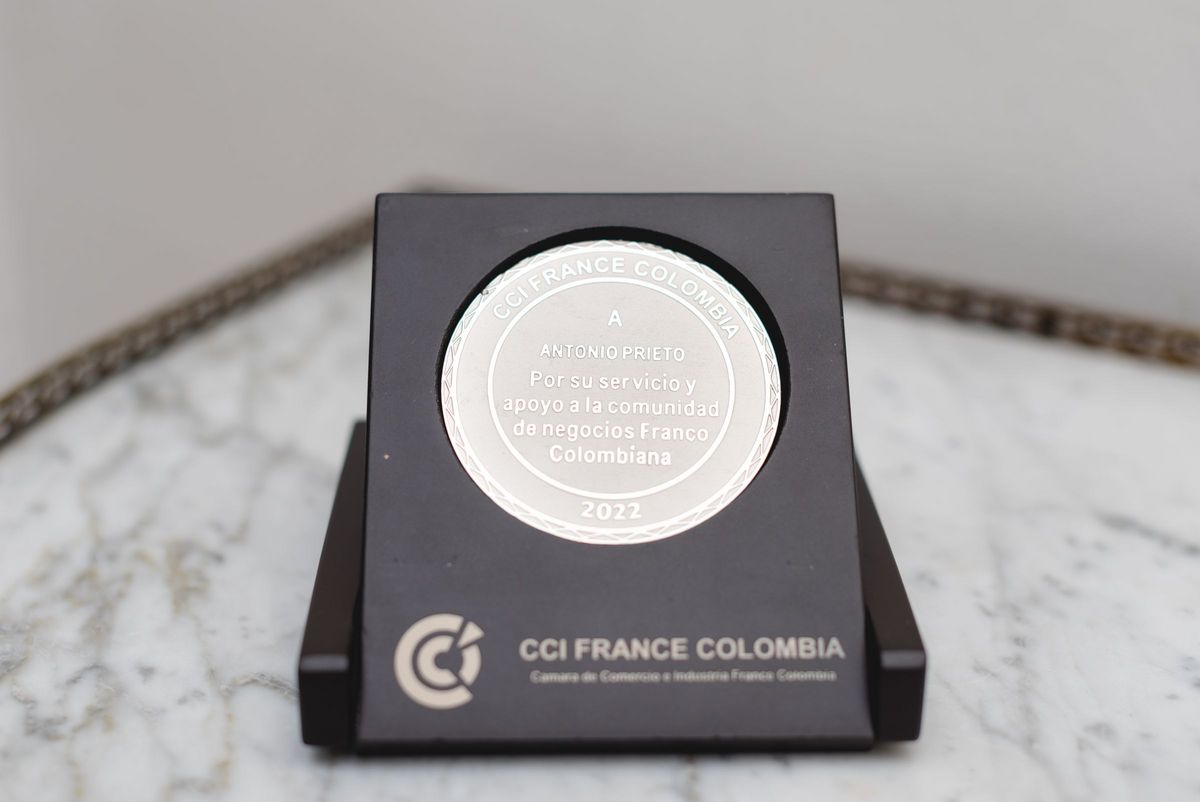 CCI FRANCE COLOMBIA
A
ANTONIO PRIETO
Por su servicio y
apoyo a la comunidad
de negocios Franco
Colombiana
2022
CCI FRANCE COLOMBIA
Camara de Comercio e Industria Franco Colombia